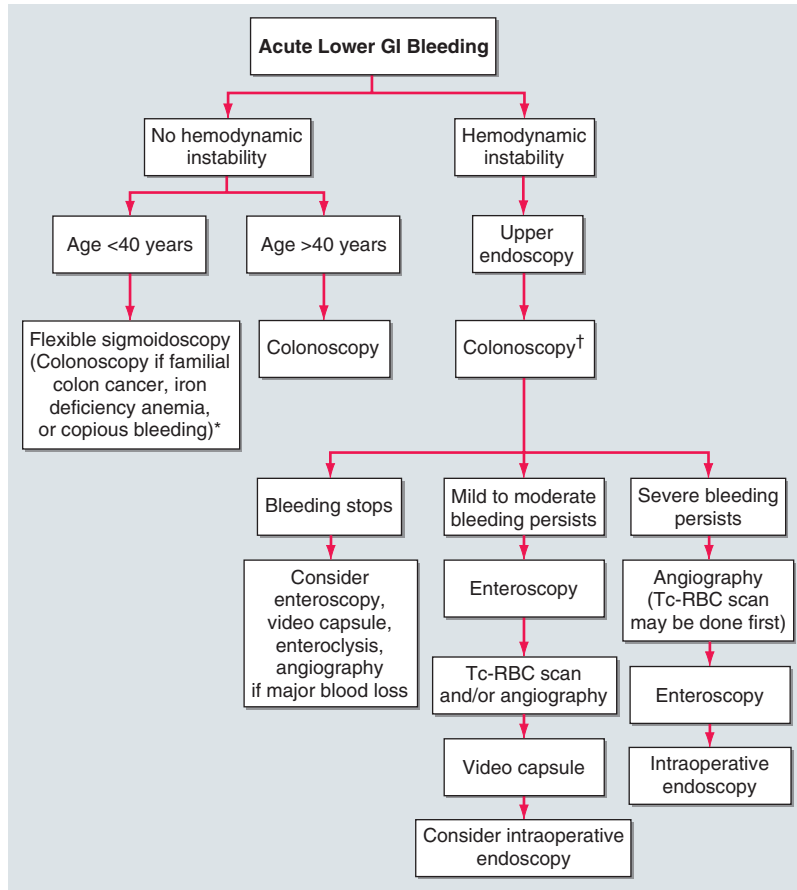 Acute Lower GI Bleeding
No hemodynamic
instability
Hemodynamic
instability
Age <40 years
Age >40 years
Upper
endoscopy
Flexible sigmoidoscopy
(Colonoscopy if familial
colon cancer, iron
deficiency anemia,
or copious bleeding)*
Colonoscopy
Colonoscopy†
Bleeding stops
Mild to moderate
bleeding persists
Severe bleeding
persists
Consider
enteroscopy,
video capsule,
enteroclysis,
angiography
if major blood loss
Enteroscopy
Tc-RBC scan
and/or angiography
Video capsule
Consider intraoperative
endoscopy
Angiography
(Tc-RBC scan
may be done first)
Enteroscopy
Intraoperative
endoscopy